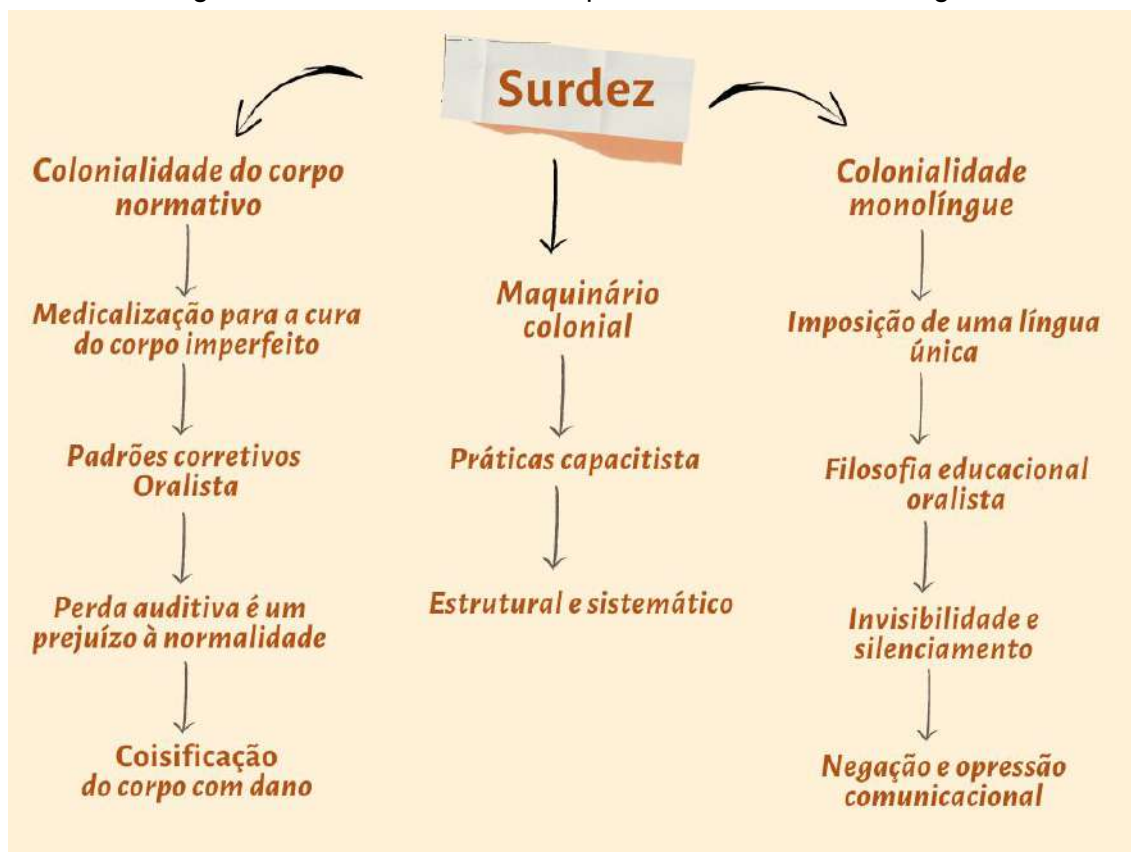 Surdez
Colonialidade do corpo
normativo
Medicalização para a cura
do corpo imperfeito
Padrões corretivos
Oralista
Perda auditiva é um
prejuízo à normalidade
Coisificação
do corpo com dano
Maquinário
colonial
Práticas capacitista
Estrutural e sistemático
Colonialidade
monolíngue
Imposição de uma língua
única
Filosofia educacional
oralista
Invisibilidade e
silenciamento
Negação e opressão
comunicacional